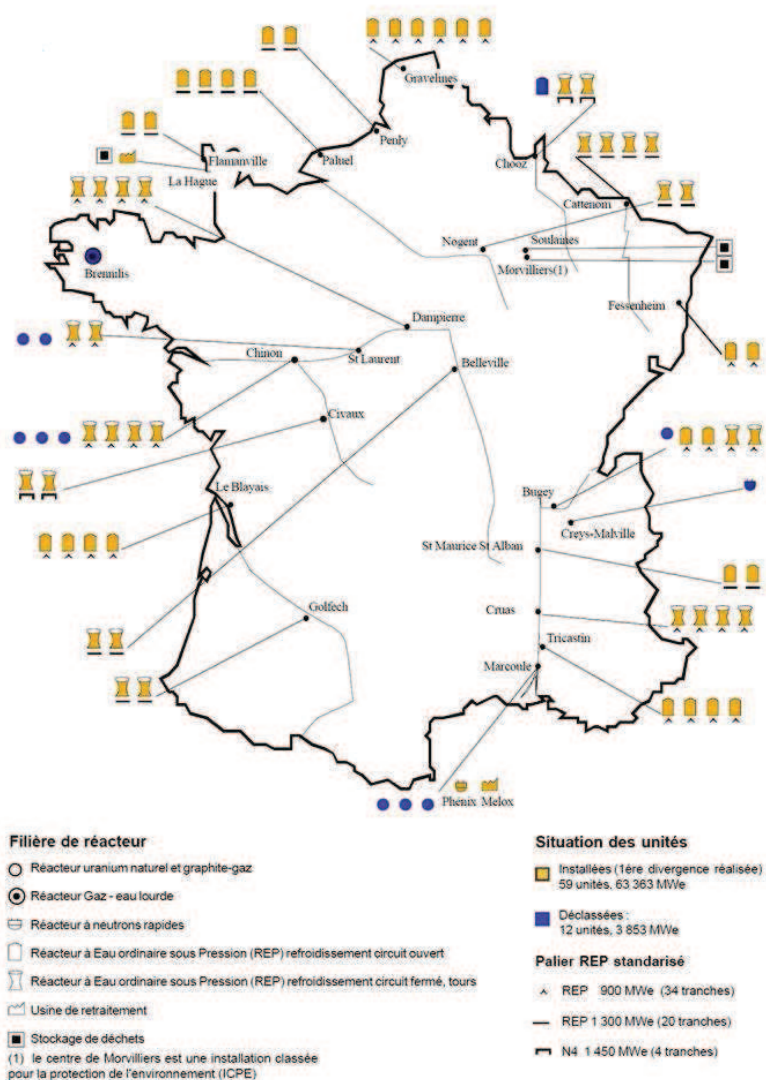 Gravelines
Penly
Paluel
Chooz
Flamanville
La Hague
Cattenom
Nogent
Soulaines
Morvilliers(1)
Brennilis
Fessenheim
Dampierre
Chinon
St Laurent
Belleville
Civaux
Le Blayais
Bugey
Creys-Malville
St Maurice St Alban
Golfech
Cruas
Tricastin
Marcoule
Phénix Melox
Filière de réacteur
Réacteur uranium naturel et graphite-gaz
Réacteur Gaz - eau lourde
Réacteur à neutrons rapides
Réacteur à Eau ordinaire sous Pression (REP) refroidissement circuit ouvert
Réacteur à Eau ordinaire sous Pression (REP) refroidissement circuit fermé, tours
Usine de retraitement
Stockage de déchets
(1) le centre de Morvilliers est une installation classée
pour la protection de l'environnement (ICPE)
Situation des unités
Installées (1ère divergence réalisée)
59 unités, 63 363 MWe
Déclassées :
12 unités, 3 853 MWe
Palier REP standarisé
REP 900 MWe (34 tranches)
REP 1 300 MWe (20 tranches)
N4 1 450 MWe (4 tranches)